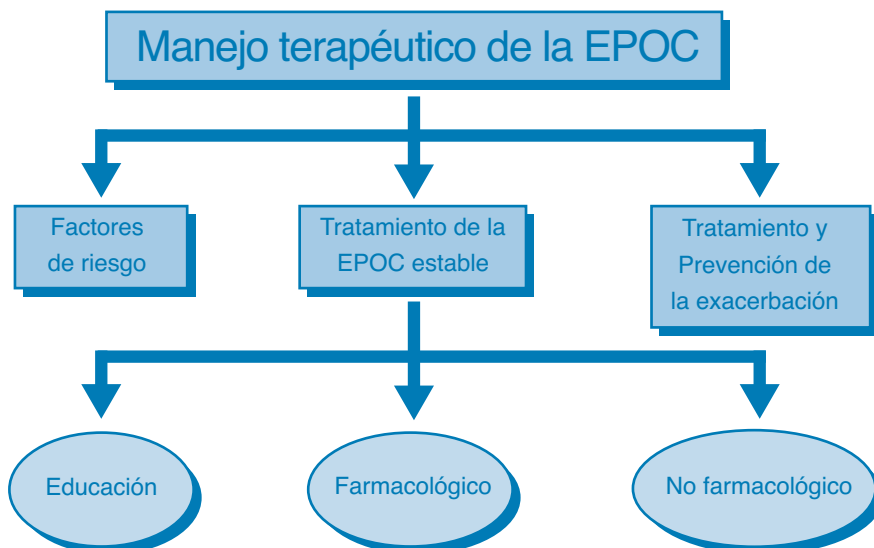 Manejo terapéutico de la EPOC
Factores
de riesgo
Tratamiento de la
EPOC estable
Tratamiento y
Prevención de
la exacerbación
Educación
Farmacológico
No farmacológico